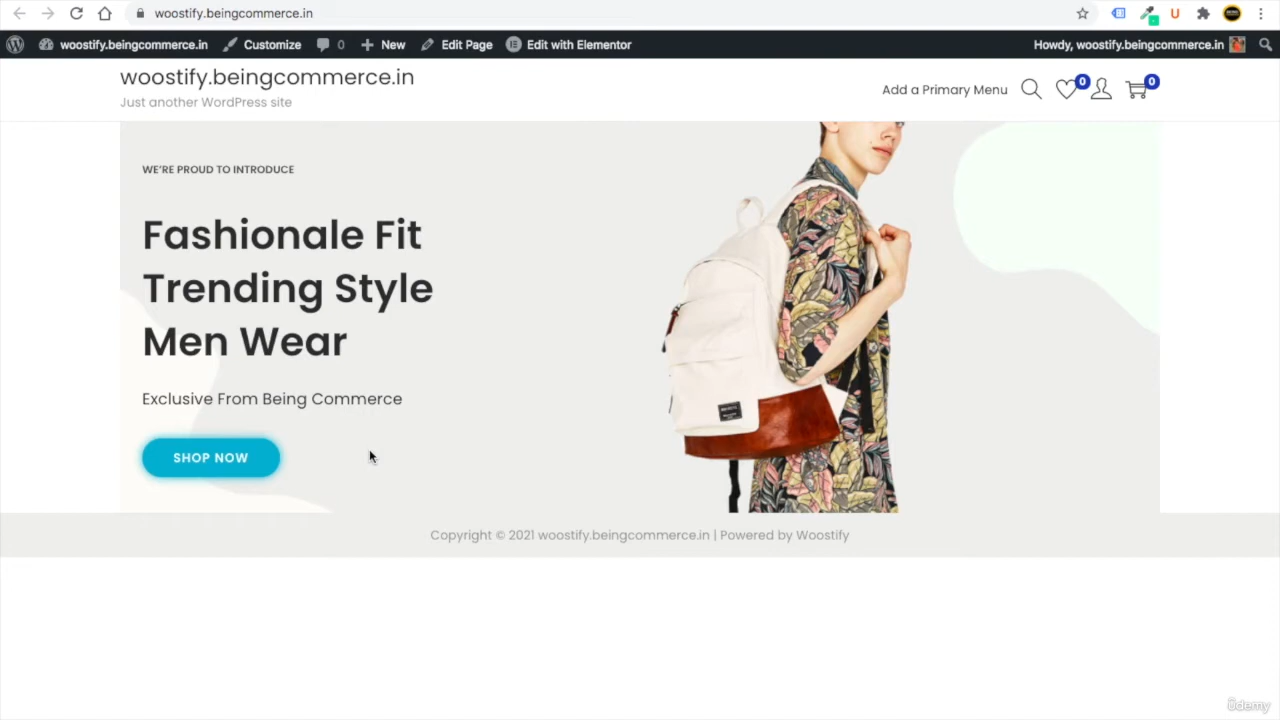 woostify.beingcommerce.in
U
woostify.beingcommerce.in Customize 0 New Edit Page Edit with Elementor Howdy, woostify.beingcommerce.in
woostify.beingcommerce.in
Just another WordPress site
Add a Primary Menu 0 0
WE'RE PROUD TO INTRODUCE
Fashionale Fit
Trending Style
Men Wear
Exclusive From Being Commerce
SHOP NOW
Copyright © 2021 woostify.beingcommerce.in | Powered by Woostify
ûdemy